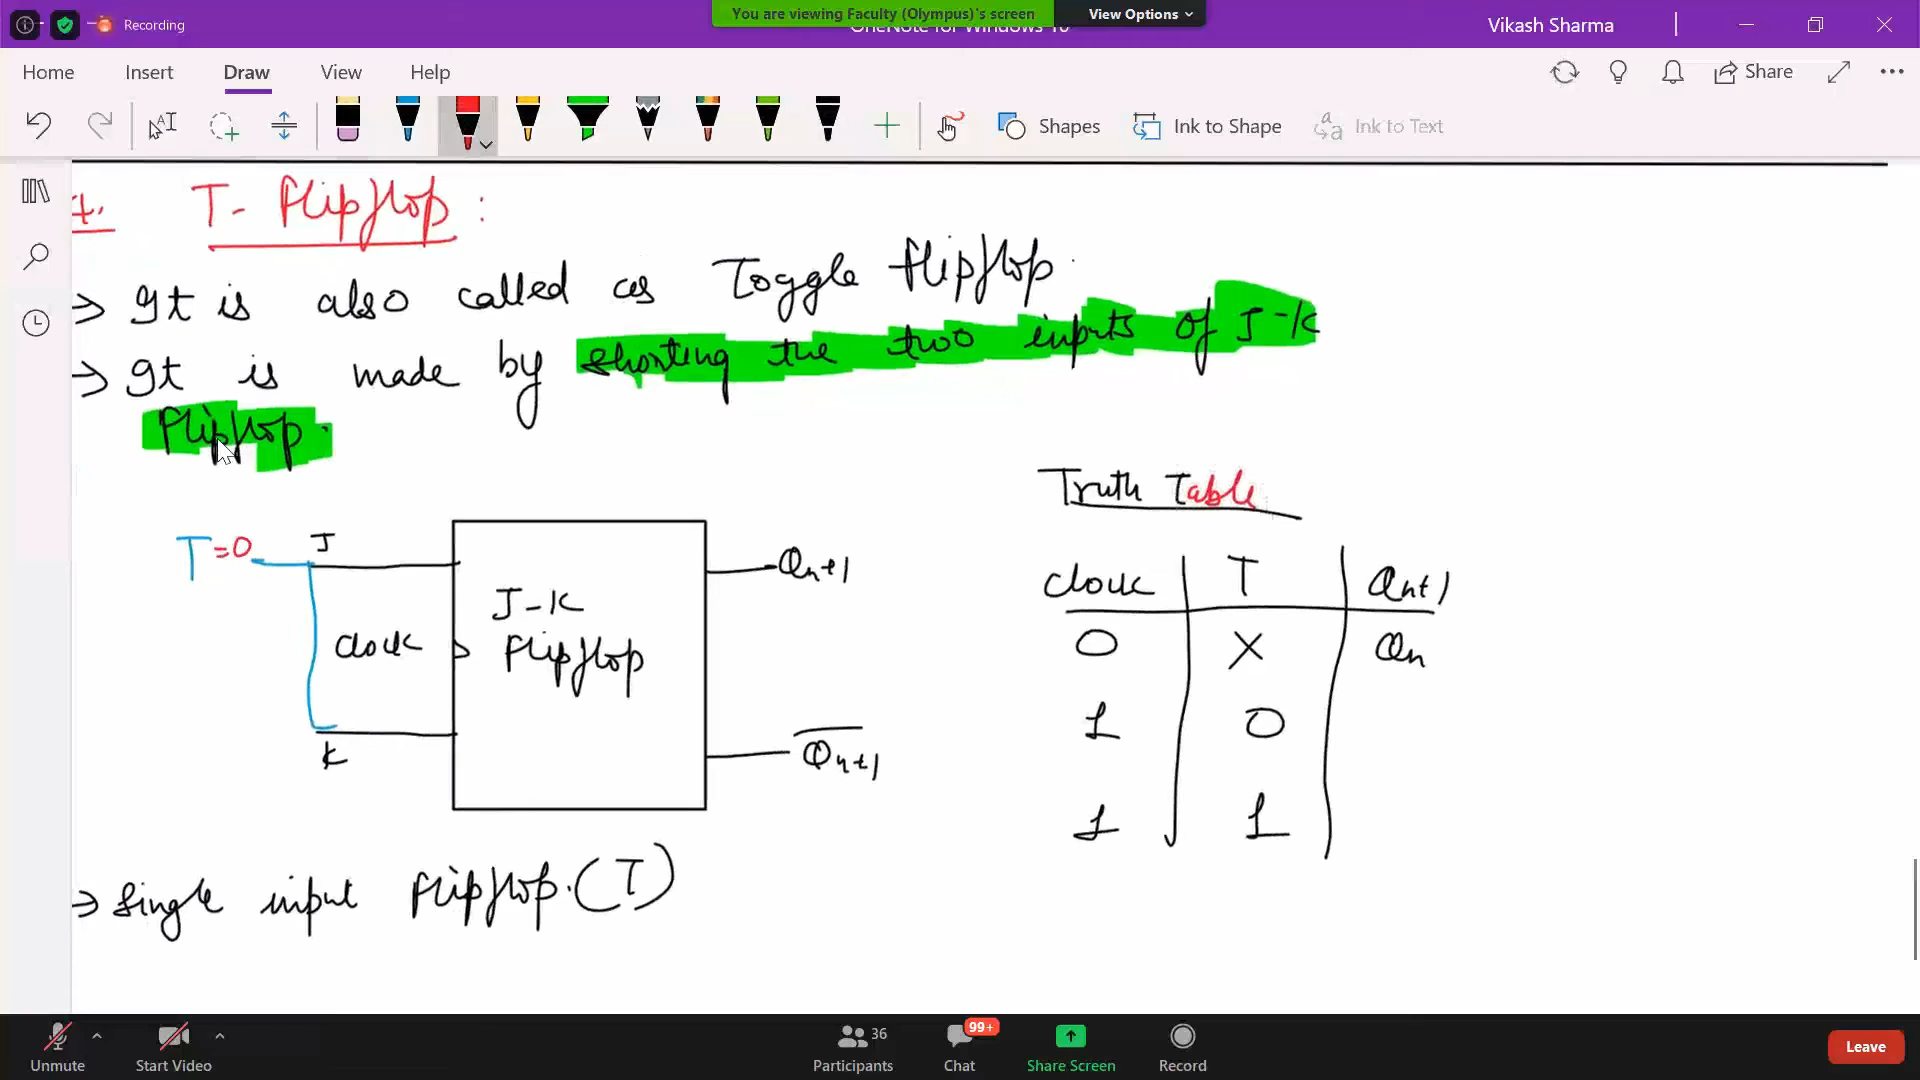 Recording
You are viewing Faculty (Olympus)'s screen
View Options
Vikash Sharma
Home Insert Draw View Help
Share
Shapes
Ink to Shape
Ink to Text
4. T- Flipflop :
→ It is also called as Toggle flipflop.
→ It is made by shorting the two inputs of J-K
Flipflop.
T=0
J
Clock
K
J-K
Flipflop
Qn+1
Qn+1
Truth Table
clock T Qn+1
0 X Qn
1 0
1 1
→ Single input Flipflop. (T)
Unmute
Start Video
36
Participants
99+
Chat
Share Screen
Record
Leave